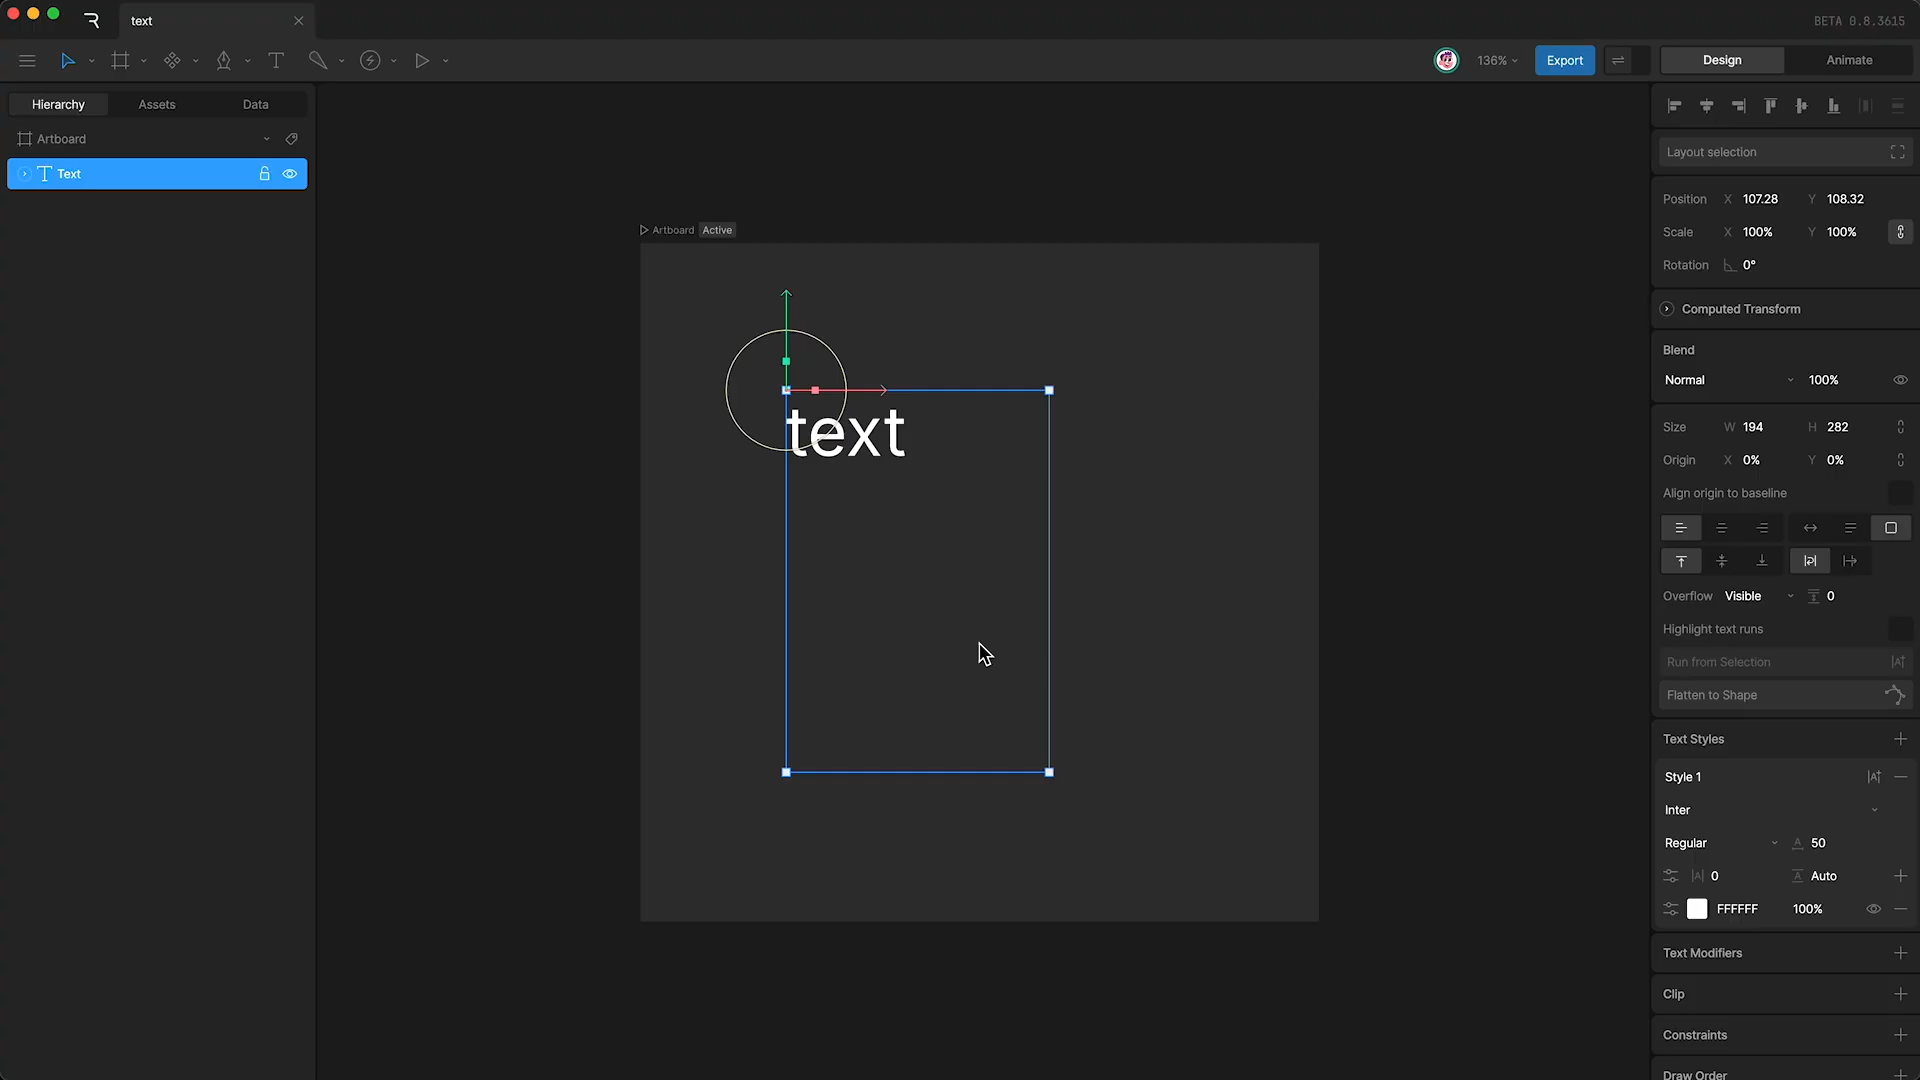 text
BETA 0.8.3615
136%
Export
Design
Animate
Hierarchy
Assets
Data
Artboard
Text
Artboard Active
text
Layout selection
Position X 107.28 Y 108.32
Scale X 100% Y 100%
Rotation 0°
Computed Transform
Blend
Normal 100%
Size W 194 H 282
Origin X 0% Y 0%
Align origin to baseline
Overflow Visible 0
Highlight text runs
Run from Selection
Flatten to Shape
Text Styles
Style 1
Inter
Regular 50
0 Auto
FFFFFF 100%
Text Modifiers
Clip
Constraints
Draw Order